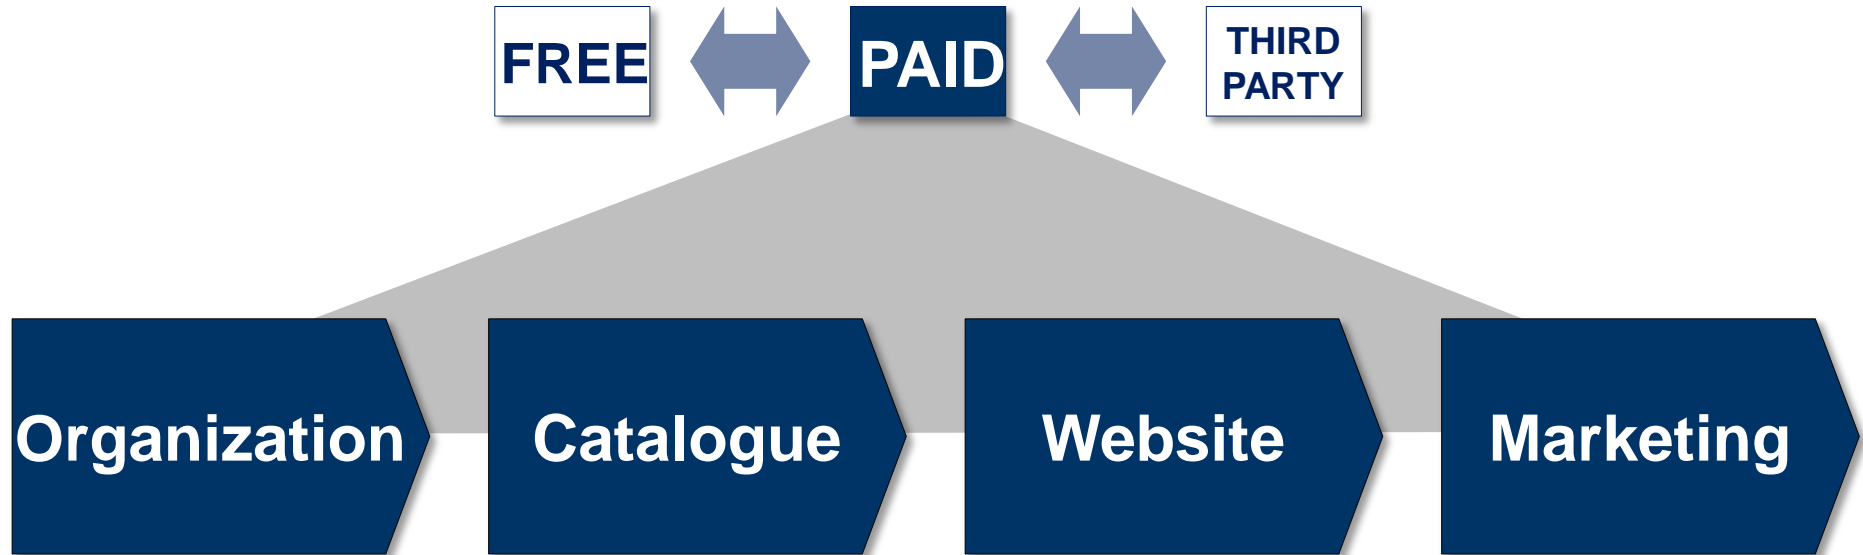 FREE
PAID
THIRD
PARTY
Organization
Catalogue
Website
Marketing